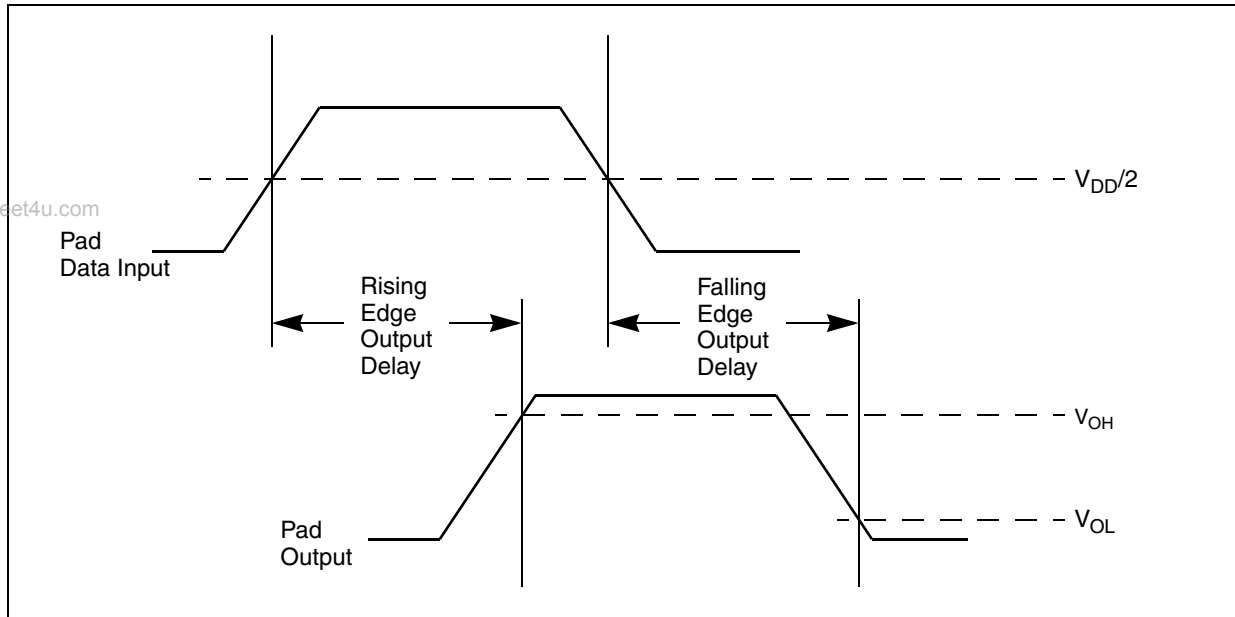 V_DD/2
eet4u.com
Pad
Data Input
Rising
Edge
Output
Delay
Falling
Edge
Output
Delay
V_OH
V_OL
Pad
Output